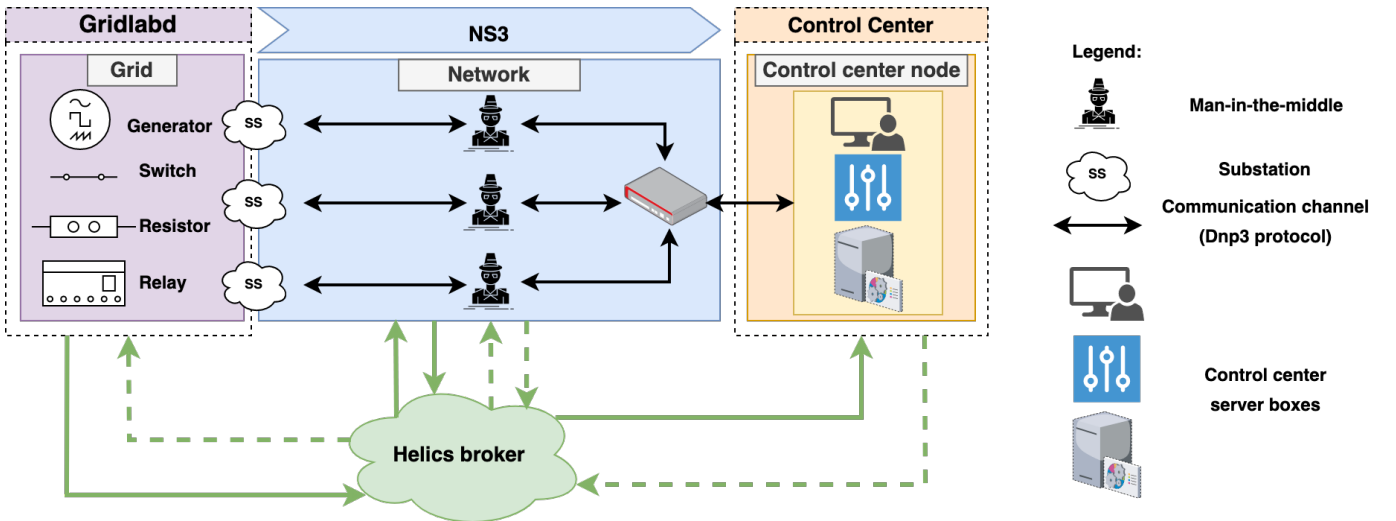 Gridlabd
NS3
Control Center
Legend:
Grid
Network
Control center node
Generator
Switch
Resistor
Relay
SS
SS
SS
Man-in-the-middle
SS
Substation
Communication channel
(Dnp3 protocol)
Control center
server boxes
Helics broker